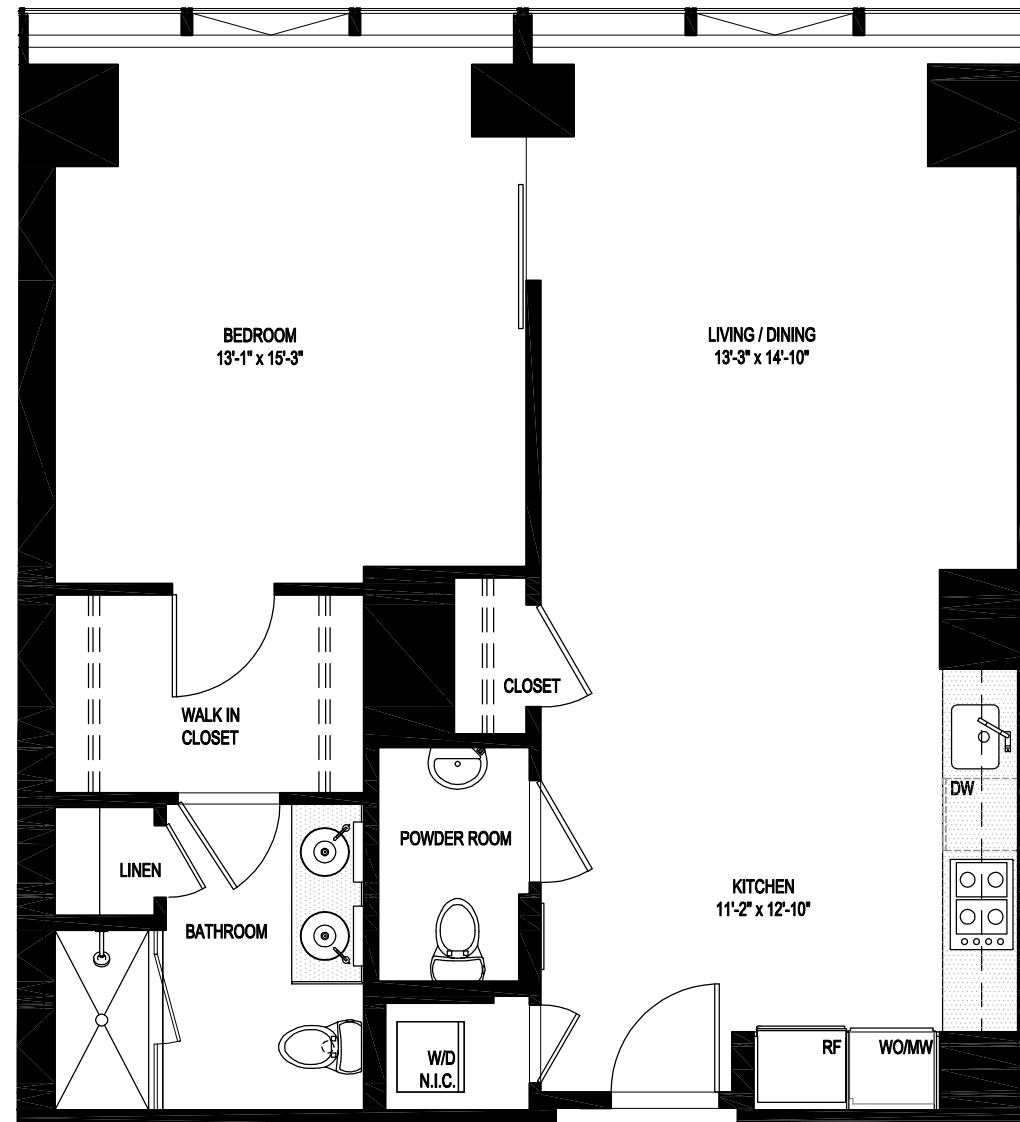 BEDROOM
13'-1" x 15'-3"
LIVING / DINING
13'-3" x 14'-10"
CLOSET
WALK IN
CLOSET
DW
POWDER ROOM
LINEN
KITCHEN
11'-2" x 12'-10"
BATHROOM
RF
WO/MW
W/D
N.I.C.